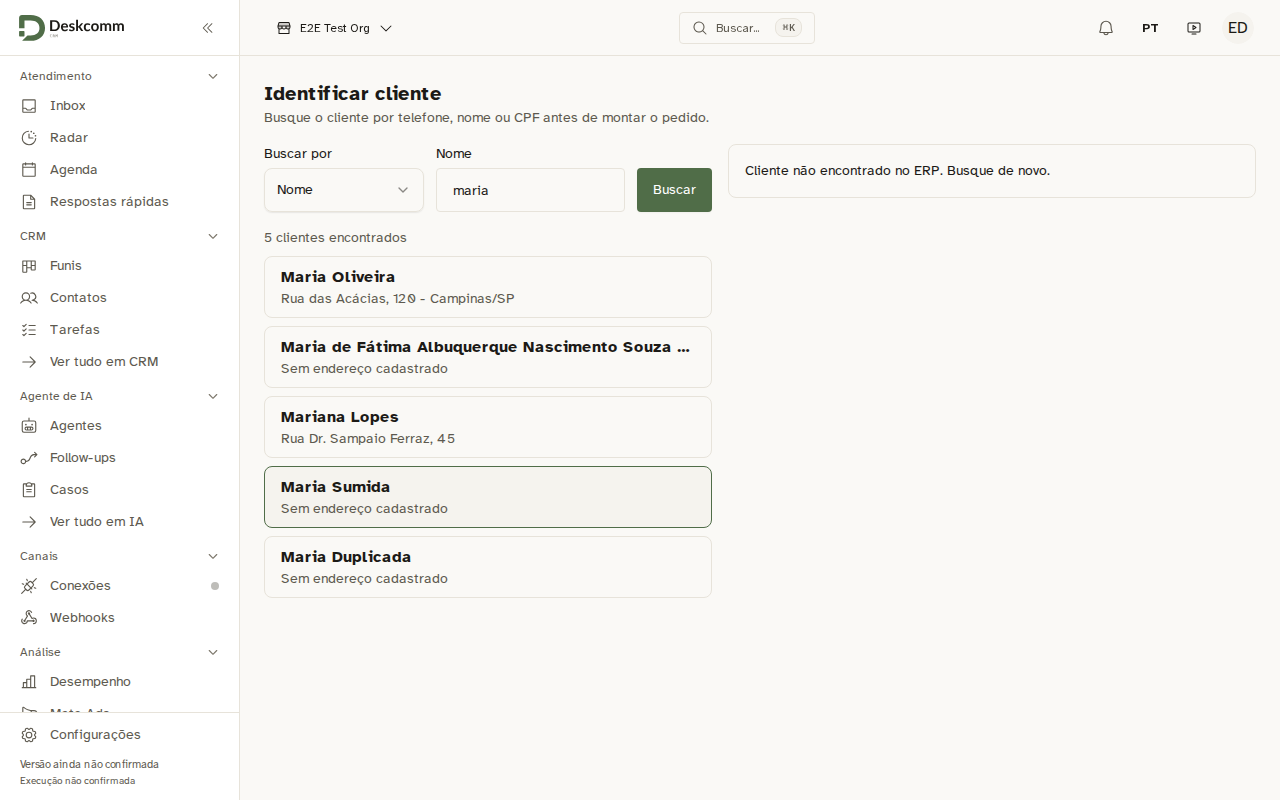 Deskcomm
E2E Test Org
Buscar...
⌘K
PT
ED
Atendimento
Inbox
Radar
Agenda
Respostas rápidas
CRM
Funis
Contatos
Tarefas
Ver tudo em CRM
Agente de IA
Agentes
Follow-ups
Casos
Ver tudo em IA
Canais
Conexões
Webhooks
Análise
Desempenho
Meta Ads
Configurações
Versão ainda não confirmada
Execução não confirmada
Identificar cliente
Busque o cliente por telefone, nome ou CPF antes de montar o pedido.
Buscar por
Nome
Nome
maria
Buscar
5 clientes encontrados
Maria Oliveira
Rua das Acácias, 120 - Campinas/SP
Maria de Fátima Albuquerque Nascimento Souza ...
Sem endereço cadastrado
Mariana Lopes
Rua Dr. Sampaio Ferraz, 45
Maria Sumida
Sem endereço cadastrado
Maria Duplicada
Sem endereço cadastrado
Cliente não encontrado no ERP. Busque de novo.